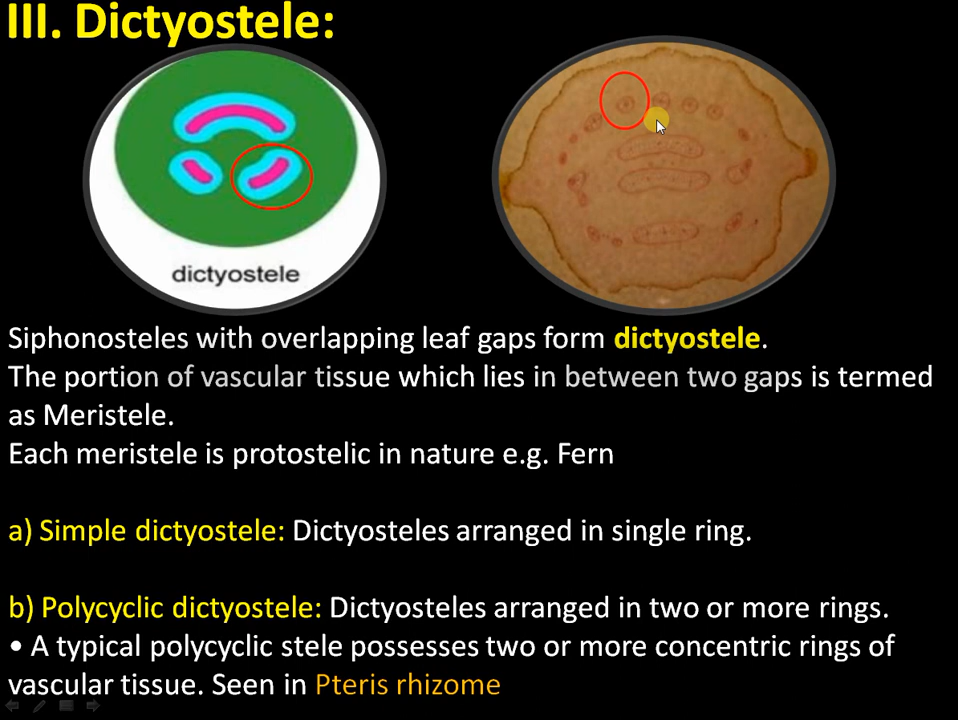 III. Dictyostele:
dictyostele
Siphonosteles with overlapping leaf gaps form dictyostele.
The portion of vascular tissue which lies in between two gaps is termed
as Meristele.
Each meristele is protostelic in nature e.g. Fern
a) Simple dictyostele: Dictyosteles arranged in single ring.
b) Polycyclic dictyostele: Dictyosteles arranged in two or more rings.
• A typical polycyclic stele possesses two or more concentric rings of
vascular tissue. Seen in Pteris rhizome